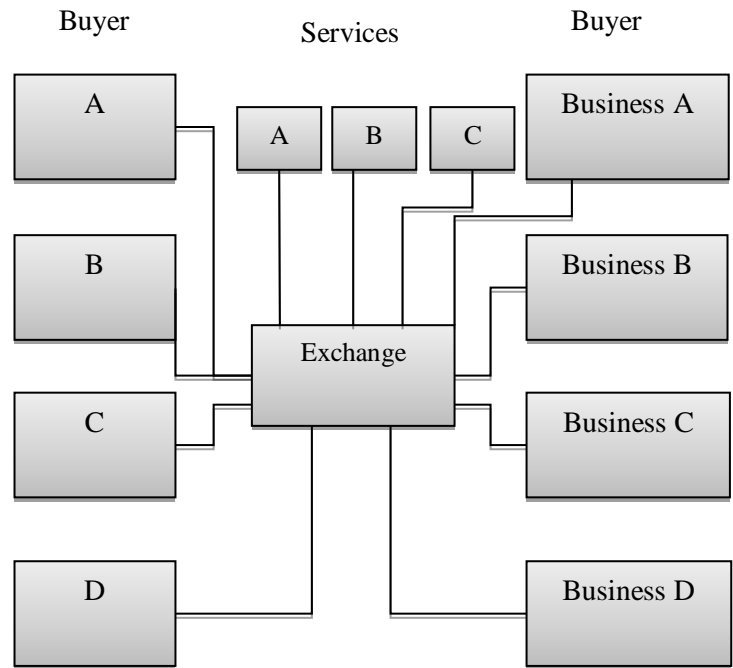 Buyer
Services
Buyer
A
A
B
C
Business A
B
Business B
Exchange
C
Business C
D
Business D